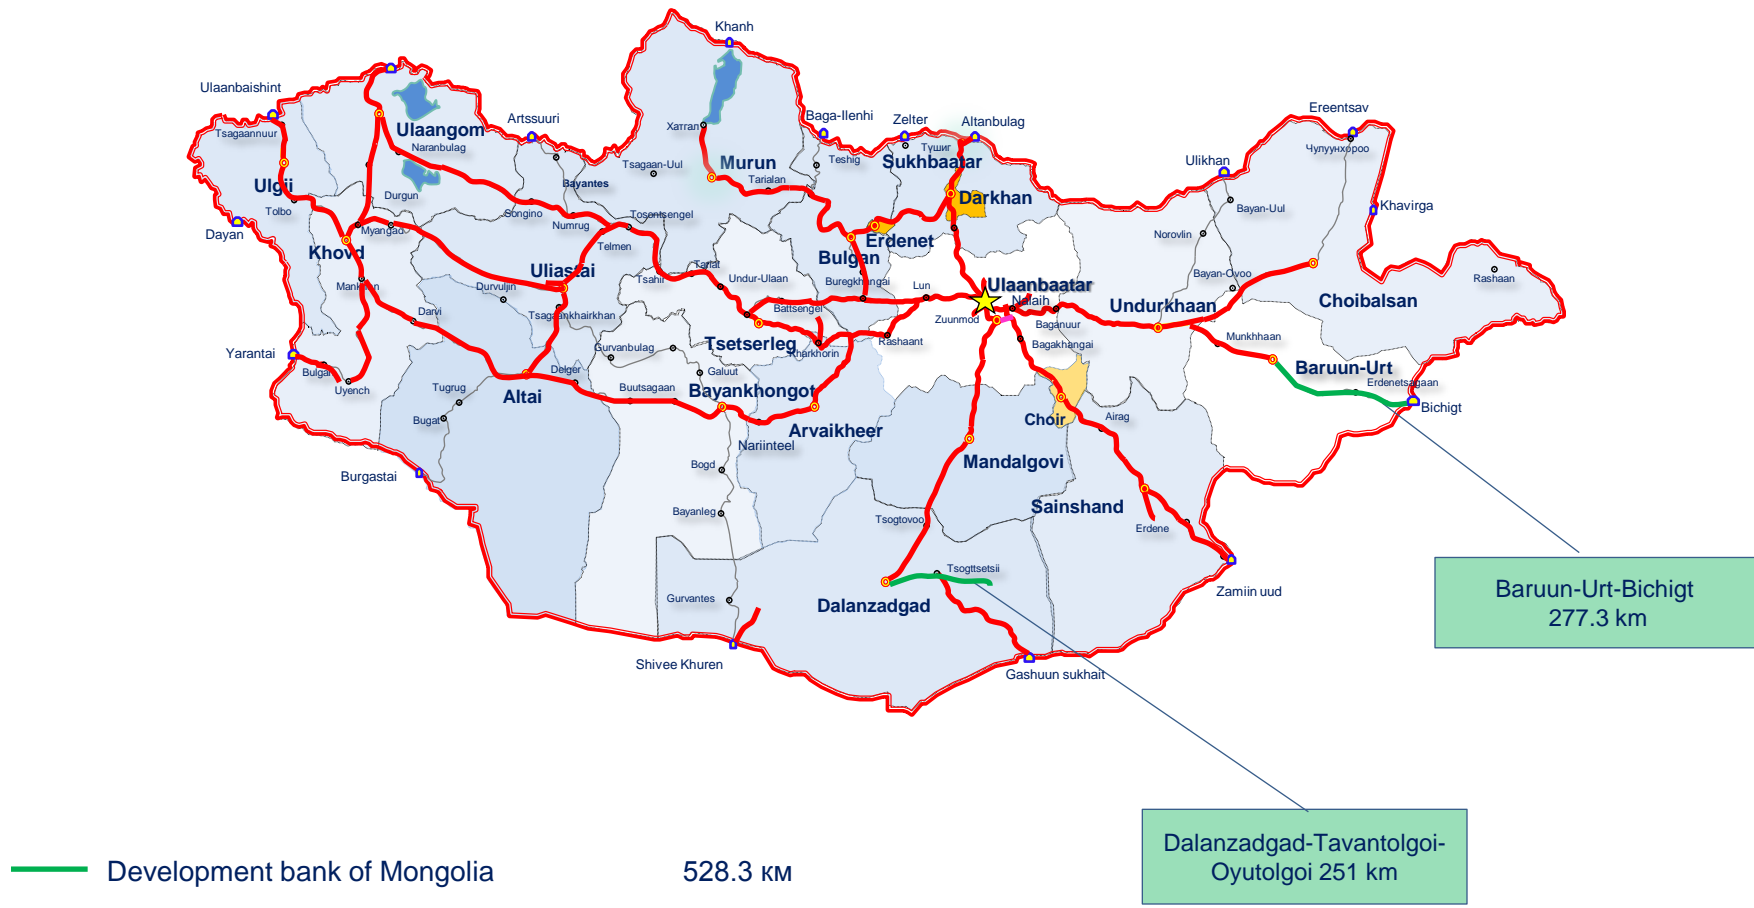 Khanh
Ulaanbaishint
Artssuuri
Baga-Ilenhi
Zelter
Altanbulag
Ereentsav
Tsagaannuur
Ulaangom
Хатгал
Түшиг
Чулуунхороо
Naranbulag
Tsagaan-Uul
Murun
Teshig
Sukhbaatar
Ulikhan
Ulgii
Bayantes
Tarialan
Durgun
Darkhan
Bayan-Uul
Khavirga
Tolbo
Songino
Tosentsengel
Dayan
Myangad
Numrug
Erdenet
Norovlin
Khovd
Telmen
Bulgan
Uliastai
Tariat
Tsahir
Undur-Ulaan
Bayan-Ovoo
Rashaan
Mankhan
Durvuljin
Buregkhangai
Lun
Ulaanbaatar
Nalaih
Choibalsan
Darvi
Tsagaankhairkhan
Battsengel
Zuunmod
Baganuur
Undurkhaan
Yarantai
Gurvanbulag
Tsetserleg
Kharkhorin
Rashaant
Bagakhangai
Munkhhaan
Bulgan
Uyench
Delger
Galuut
Baruun-Urt
Tugrug
Altai
Buutsagaan
Bayankhongot
Erdenetsagaan
Bichigt
Bugat
Arvaikheer
Choir
Airag
Nariinteel
Burgastai
Bogd
Mandalgovi
Bayanleg
Tsogtovoo
Sainshand
Erdene
Tsogttsetsii
Zamiin uud
Gurvantes
Dalanzadgad
Shivee Khuren
Gashuun sukhait
Baruun-Urt-Bichigt
277.3 km
Dalanzadgad-Tavantolgoi-
Oyutolgoi 251 km
Development bank of Mongolia 528.3 км